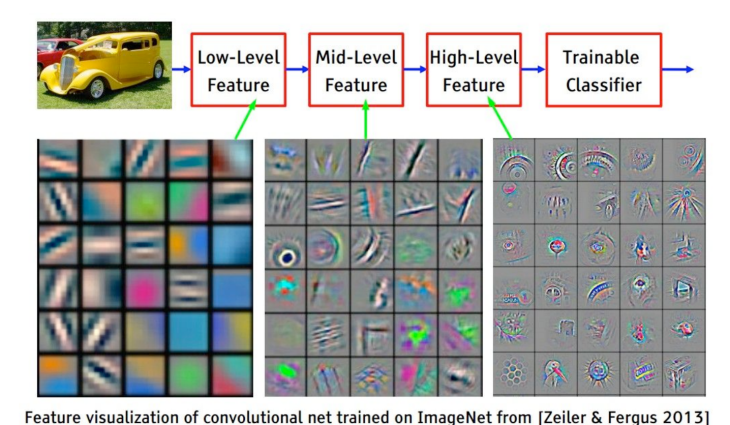 Low-Level
Feature
Mid-Level
Feature
High-Level
Feature
Trainable
Classifier
Feature visualization of convolutional net trained on ImageNet from [Zeiler & Fergus 2013]